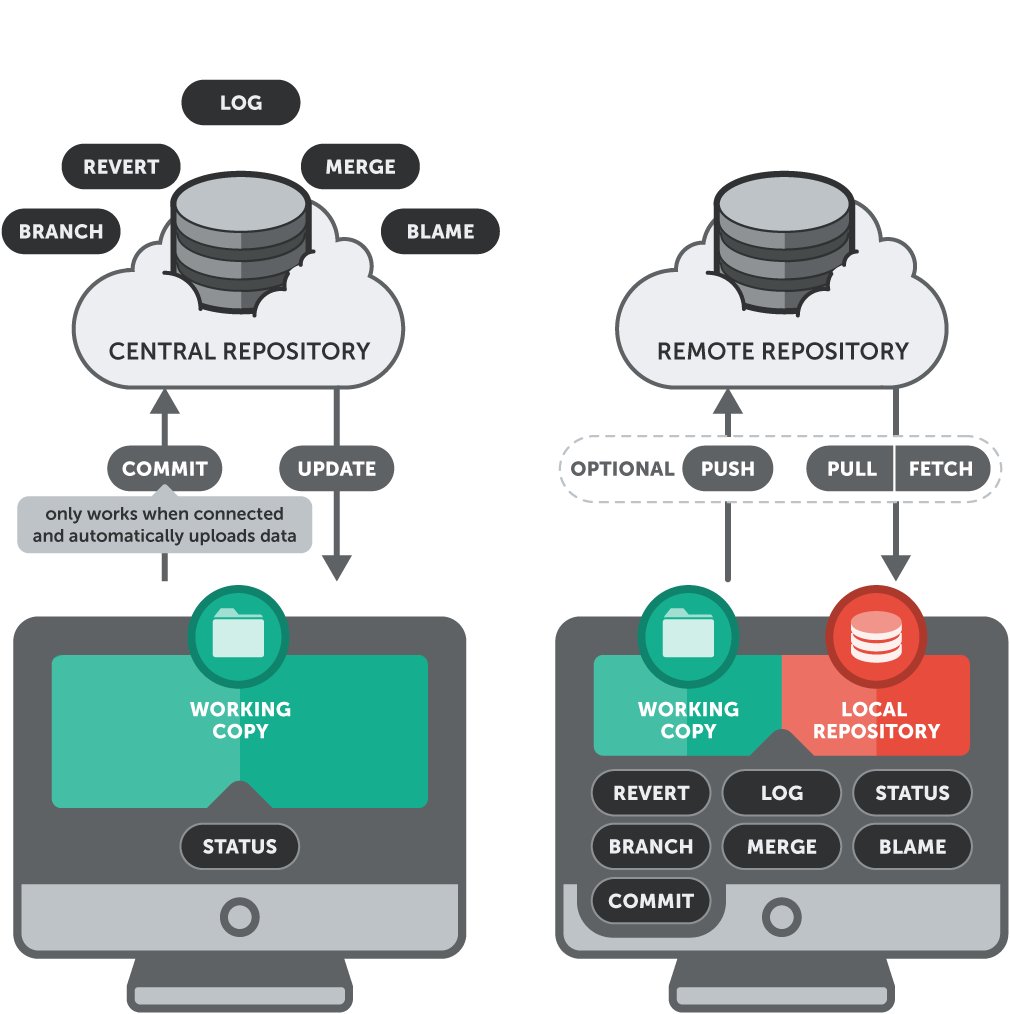 LOG
REVERT
MERGE
BRANCH
BLAME
CENTRAL REPOSITORY
COMMIT
UPDATE
only works when connected
and automatically uploads data
WORKING
COPY
STATUS
REMOTE REPOSITORY
OPTIONAL
PUSH
PULL
FETCH
WORKING
COPY
LOCAL
REPOSITORY
REVERT
LOG
STATUS
BRANCH
MERGE
BLAME
COMMIT